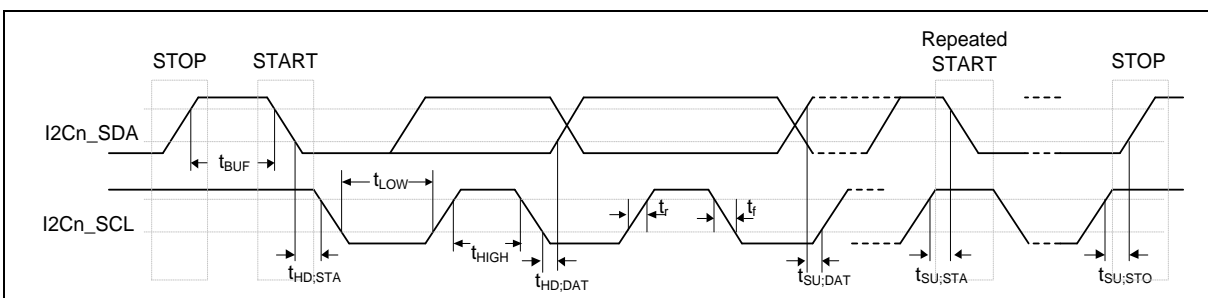 STOP START Repeated START STOP
I2Cn_SDA
tBUF
tLOW
I2Cn_SCL
tr tf
tHIGH
tHD;STA tHD;DAT tSU;DAT tSU;STA tSU;STO